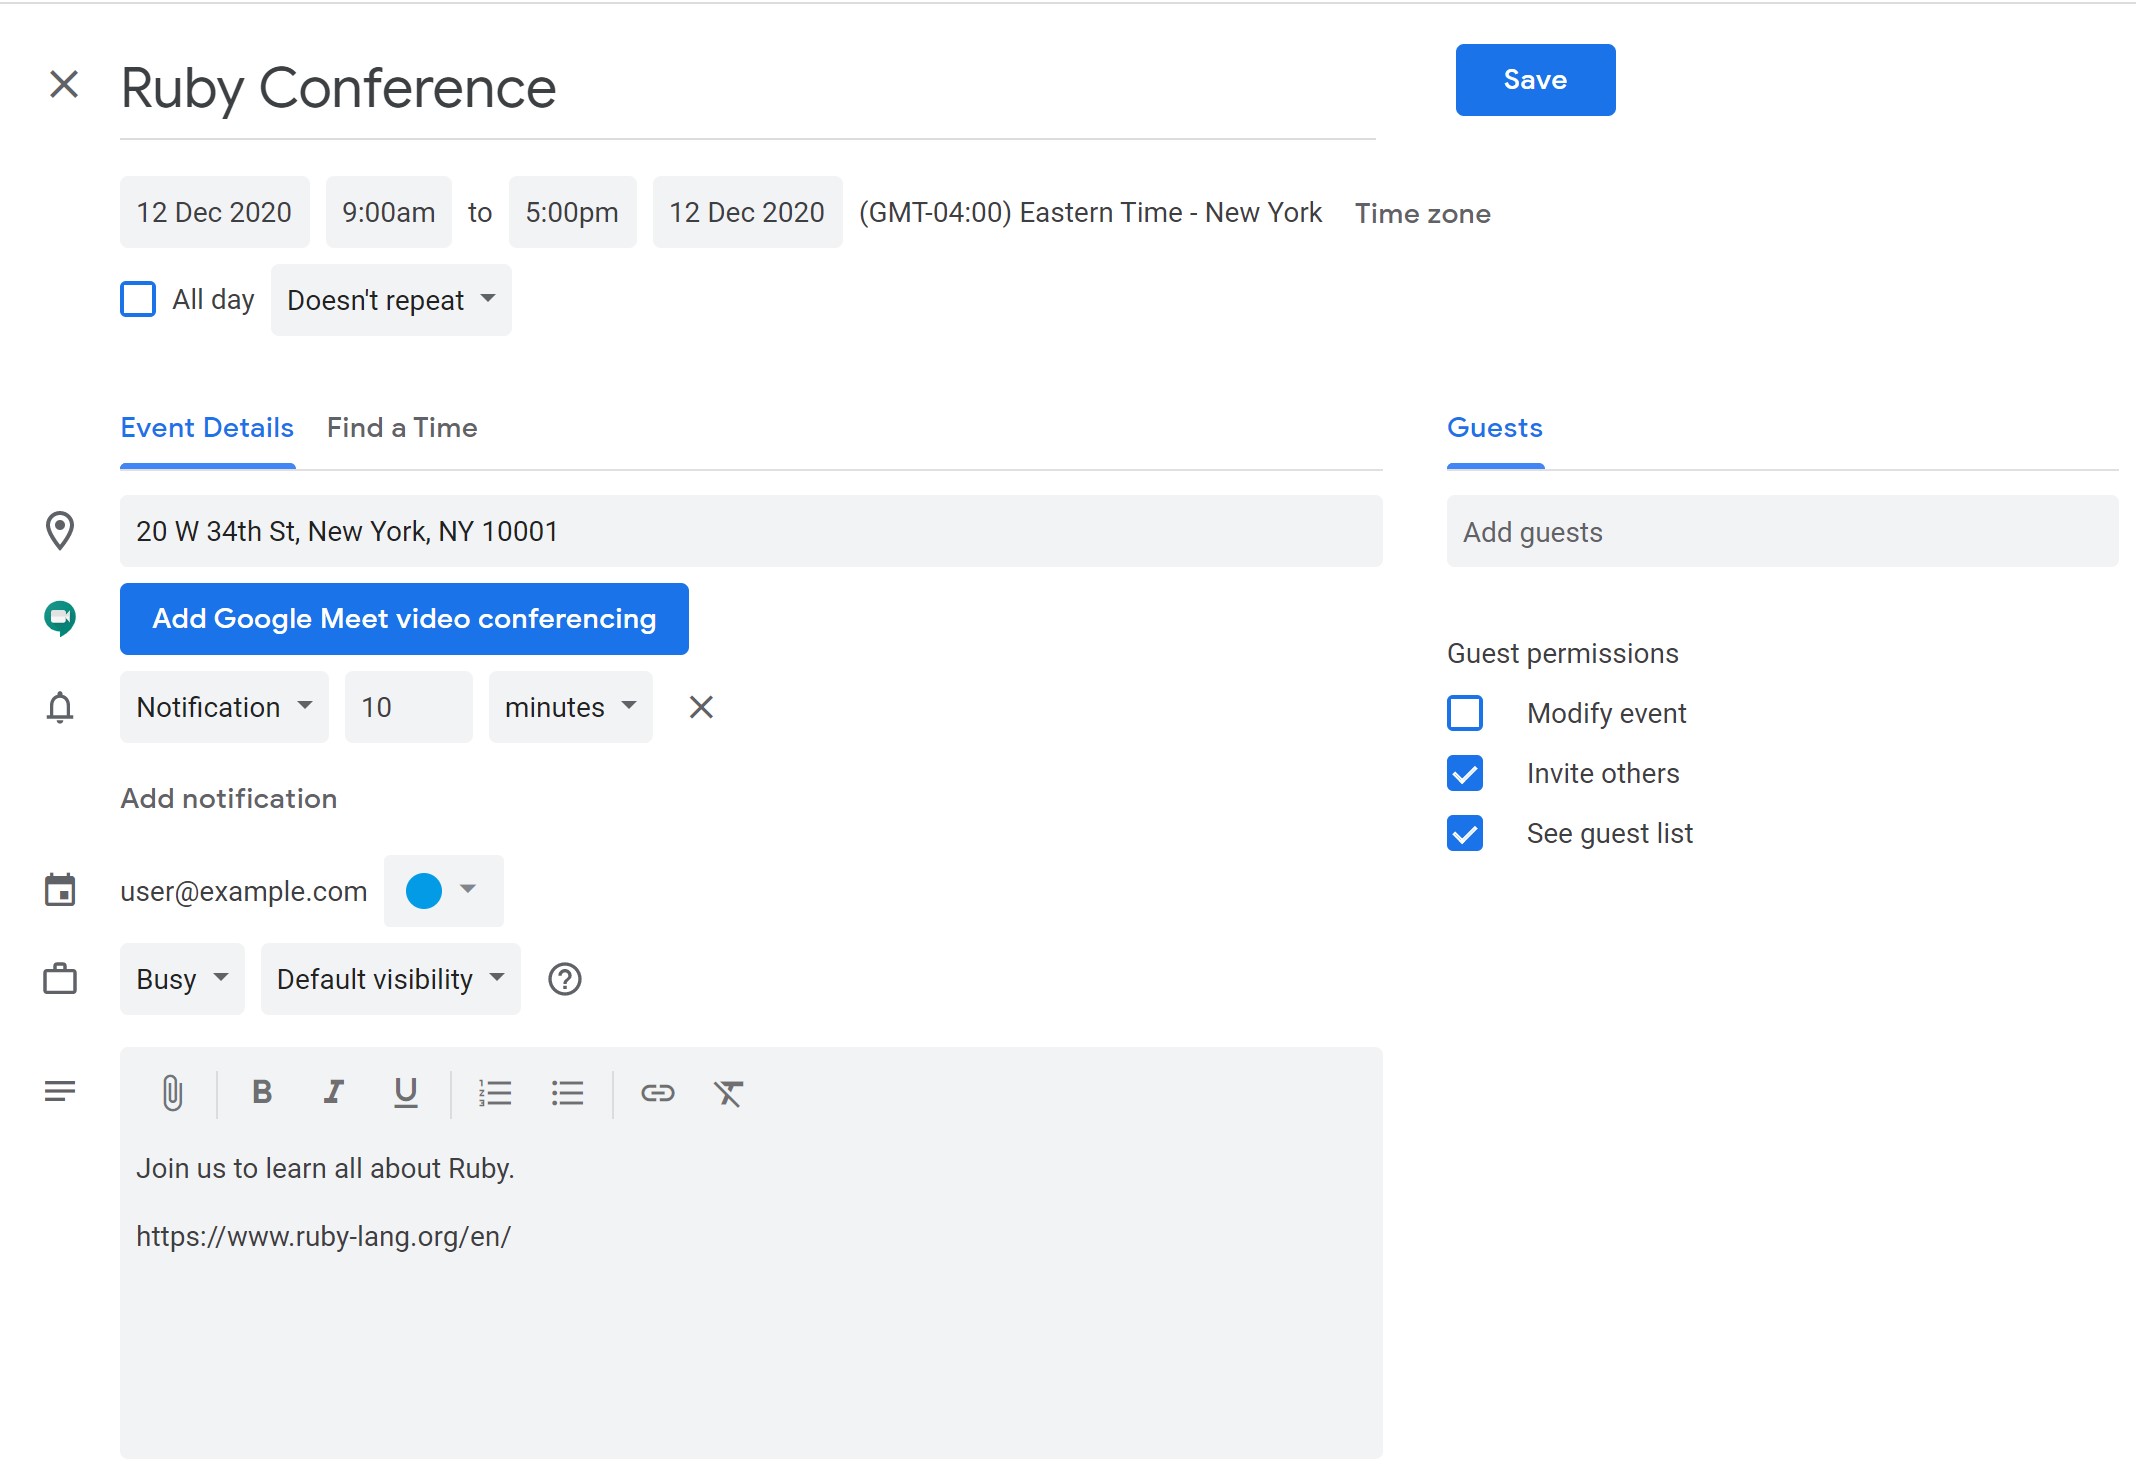 Ruby Conference
Save
12 Dec 2020 9:00am to 5:00pm 12 Dec 2020 (GMT-04:00) Eastern Time - New York Time zone
All day Doesn't repeat
Event Details Find a Time
Guests
20 W 34th St, New York, NY 10001
Add guests
Add Google Meet video conferencing
Notification 10 minutes
Add notification
Guest permissions
Modify event
Invite others
See guest list
user@example.com
Busy Default visibility
B I U
Join us to learn all about Ruby.
https://www.ruby-lang.org/en/